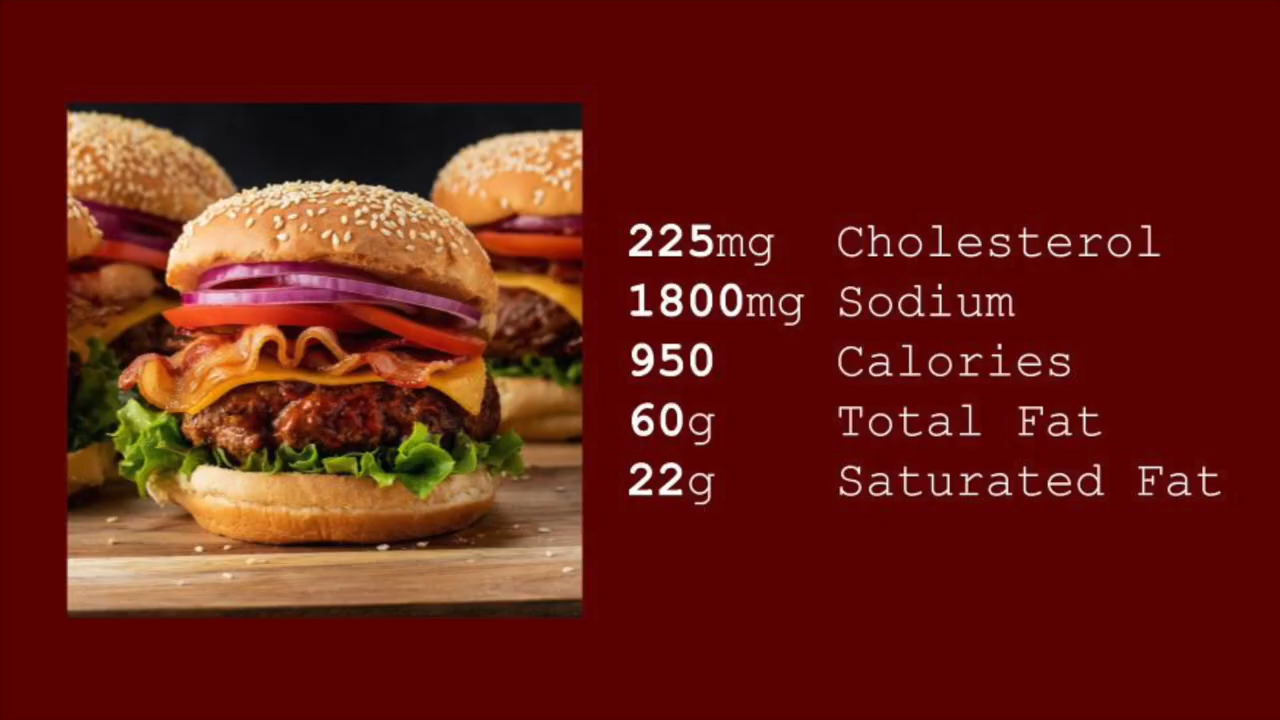 225mg Cholesterol
1800mg Sodium
950 Calories
60g Total Fat
22g Saturated Fat